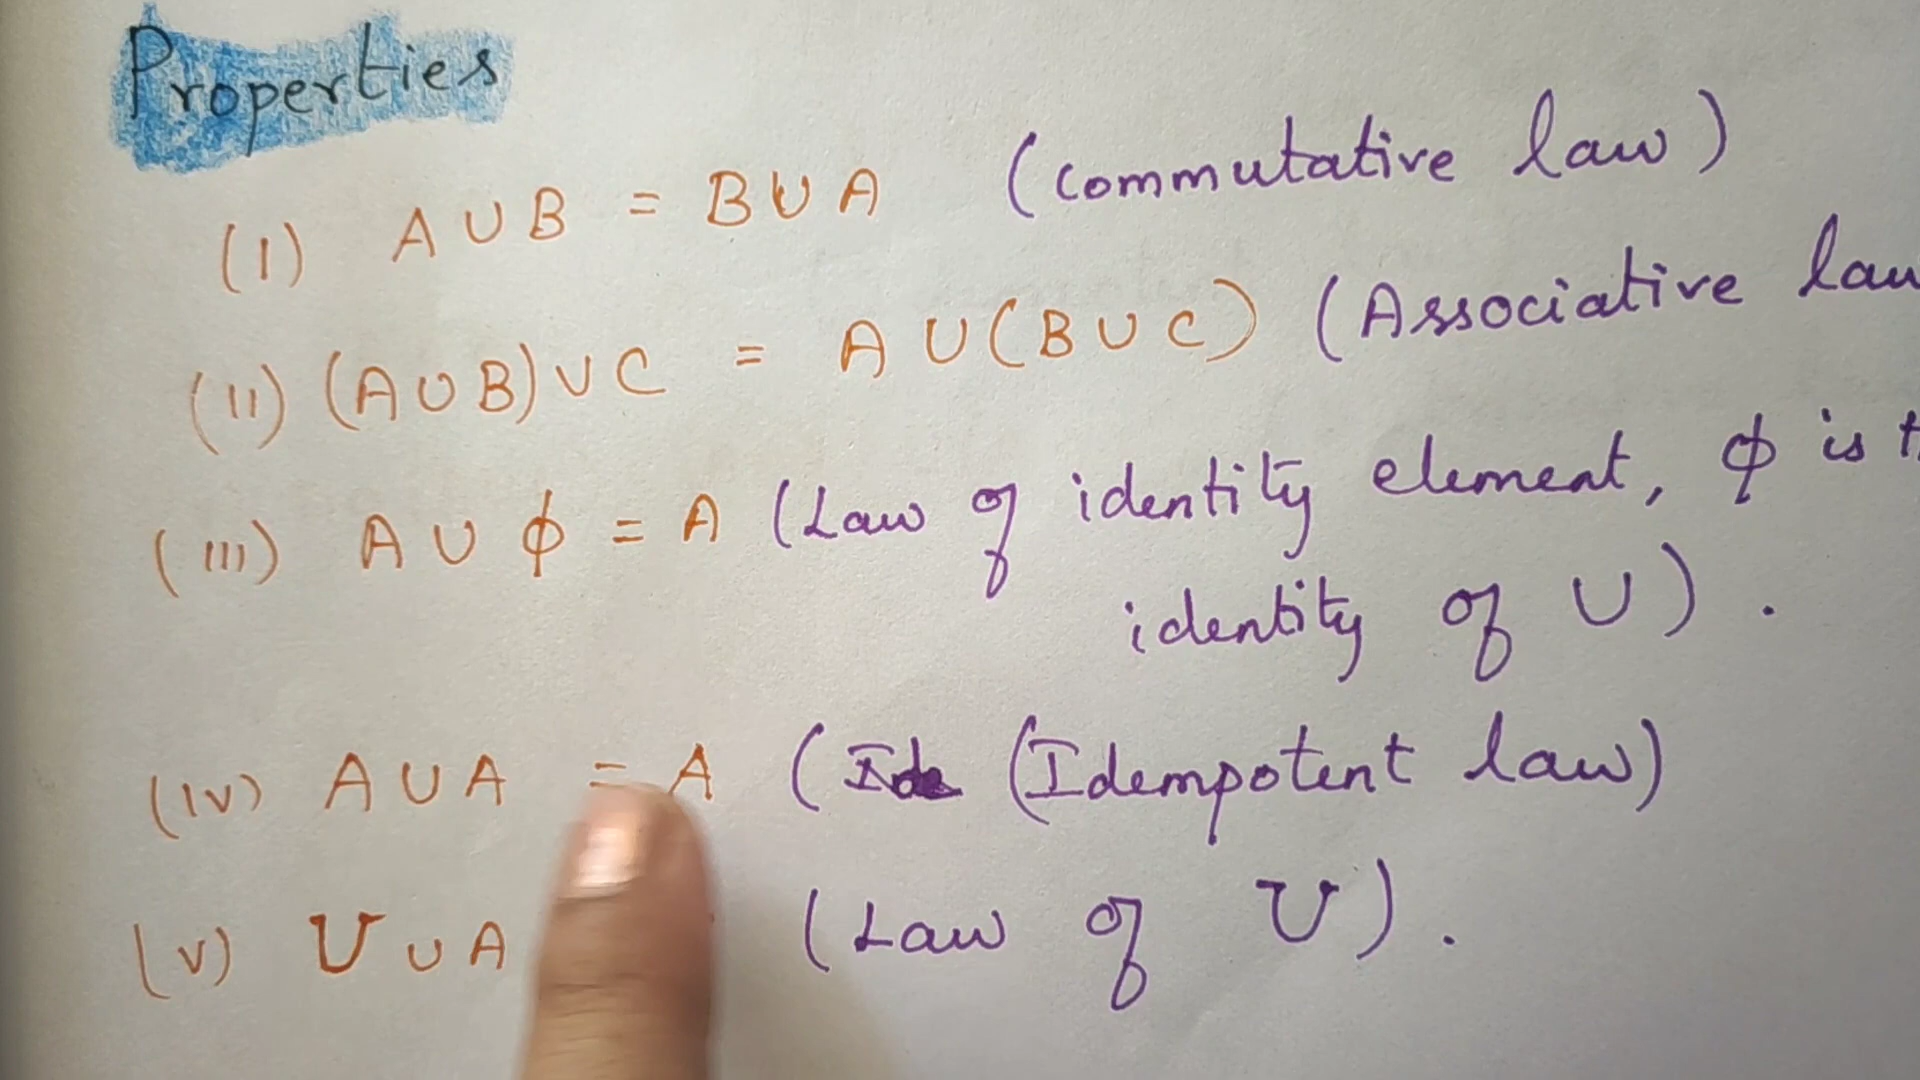 Properties
(I) A ∪ B = B ∪ A (Commutative law)
(II) (A ∪ B) ∪ C = A ∪ (B ∪ C) (Associative law
(III) A ∪ ϕ = A (Law of identity element, ϕ is
identity of ∪).
(IV) A ∪ A = A ( (Idempotent law)
(V) U ∪ A (Law of U).